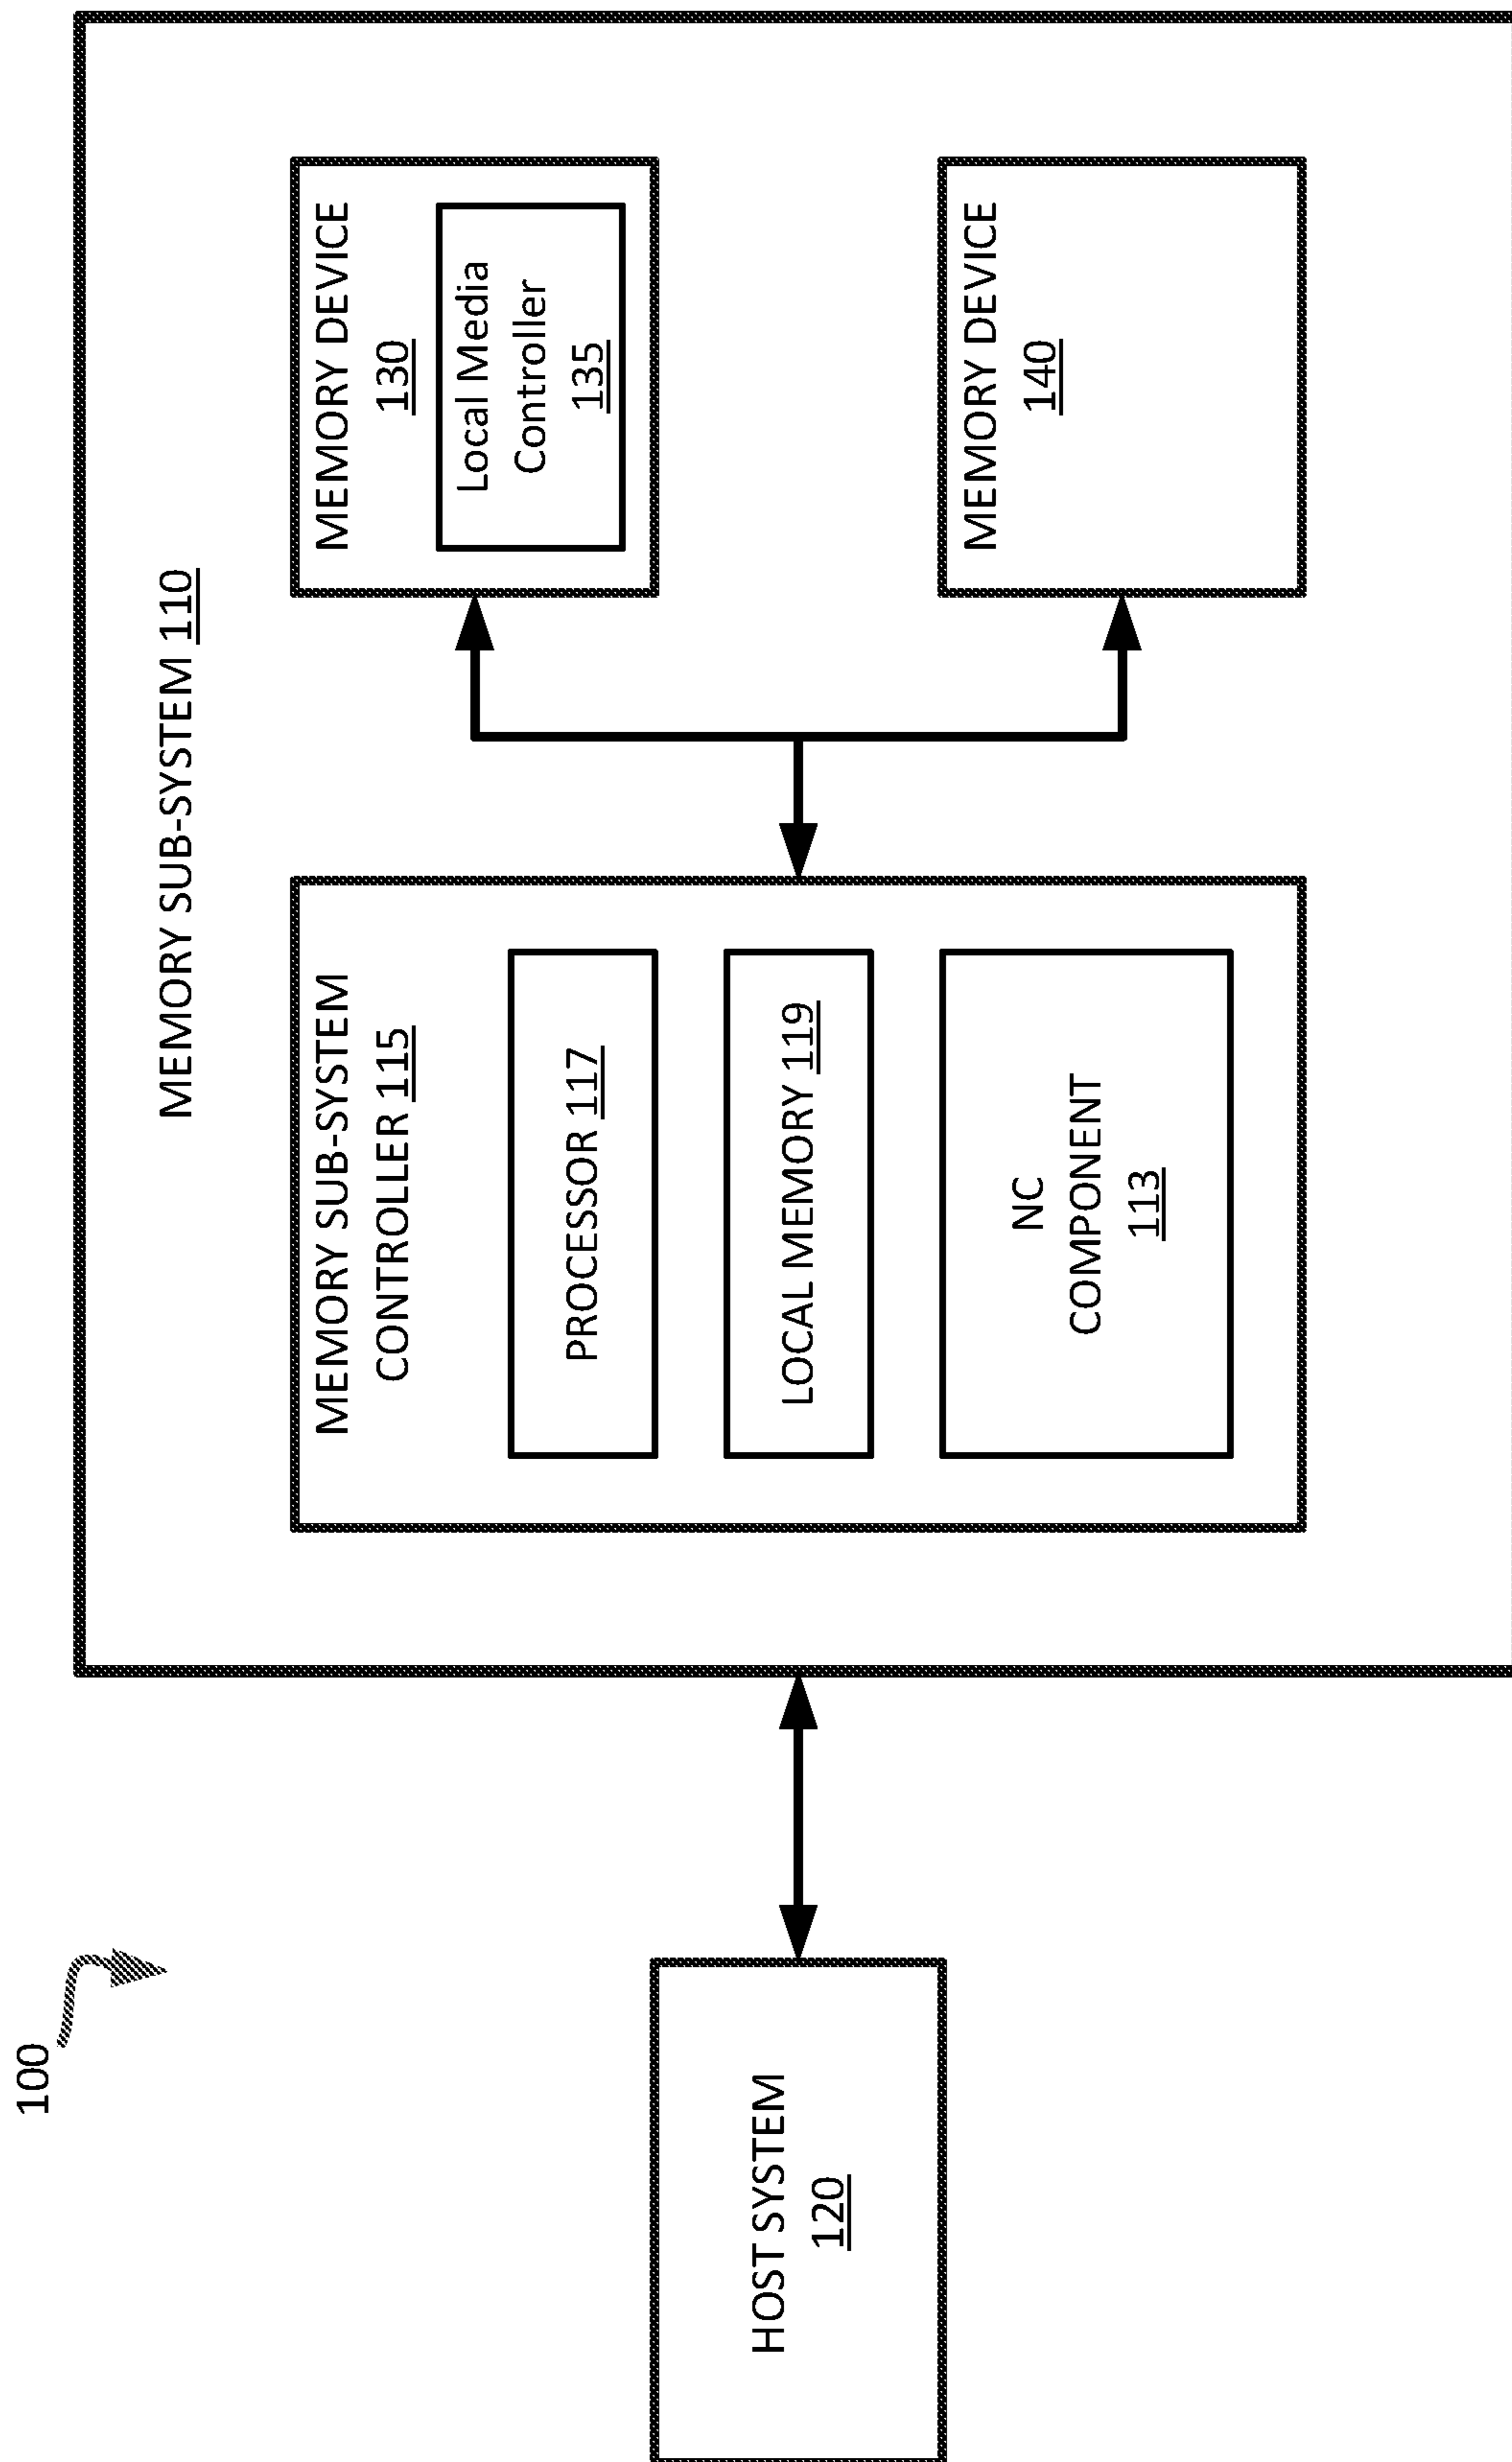 100
MEMORY SUB-SYSTEM 110
HOST SYSTEM
120
MEMORY SUB-SYSTEM
CONTROLLER 115
PROCESSOR 117
LOCAL MEMORY 119
NC
COMPONENT
113
MEMORY DEVICE
130
Local Media
Controller
135
MEMORY DEVICE
140